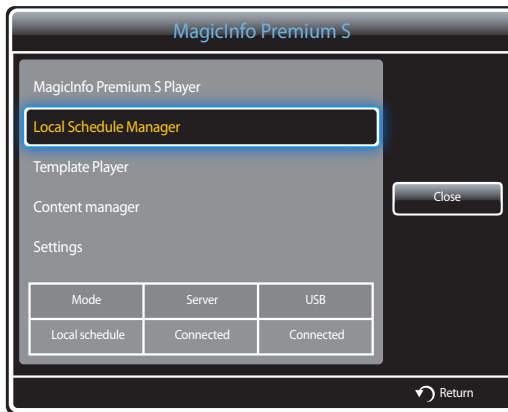 MagicInfo Premium S
MagicInfo Premium S Player
Local Schedule Manager
Template Player
Content manager
Settings
Close
Mode Server USB
Local schedule Connected Connected
Return